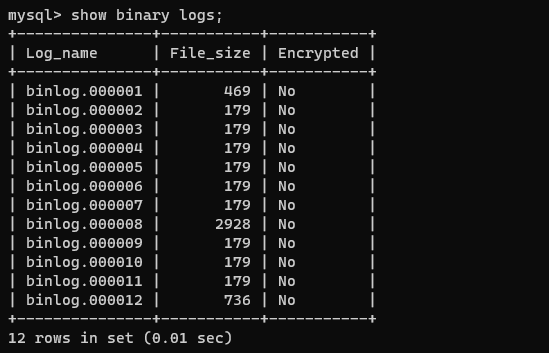 mysql> show binary logs;
+---------------+-----------+-----------+
| Log_name      | File_size | Encrypted |
+---------------+-----------+-----------+
| binlog.000001 |       469 | No        |
| binlog.000002 |       179 | No        |
| binlog.000003 |       179 | No        |
| binlog.000004 |       179 | No        |
| binlog.000005 |       179 | No        |
| binlog.000006 |       179 | No        |
| binlog.000007 |       179 | No        |
| binlog.000008 |      2928 | No        |
| binlog.000009 |       179 | No        |
| binlog.000010 |       179 | No        |
| binlog.000011 |       179 | No        |
| binlog.000012 |       736 | No        |
+---------------+-----------+-----------+
12 rows in set (0.01 sec)